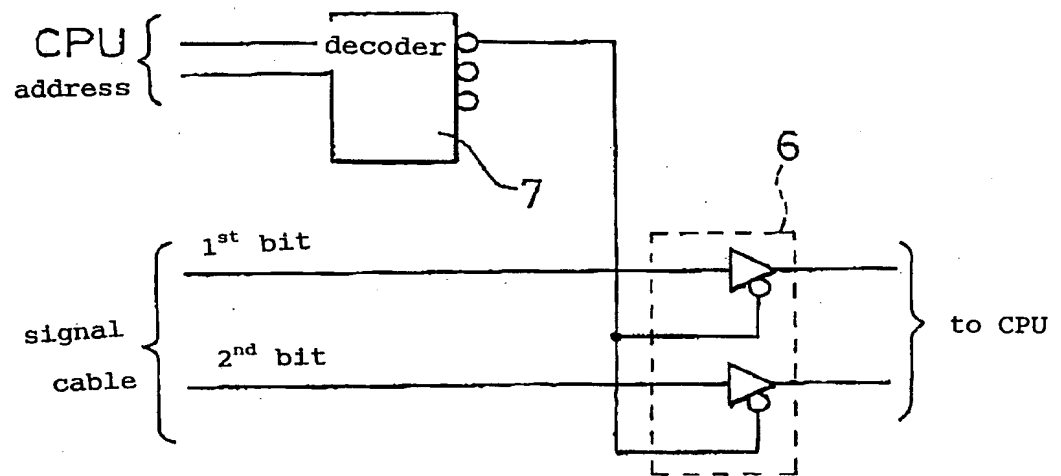 CPU
address
decoder
7
6
1st bit
signal
cable
2nd bit
to CPU